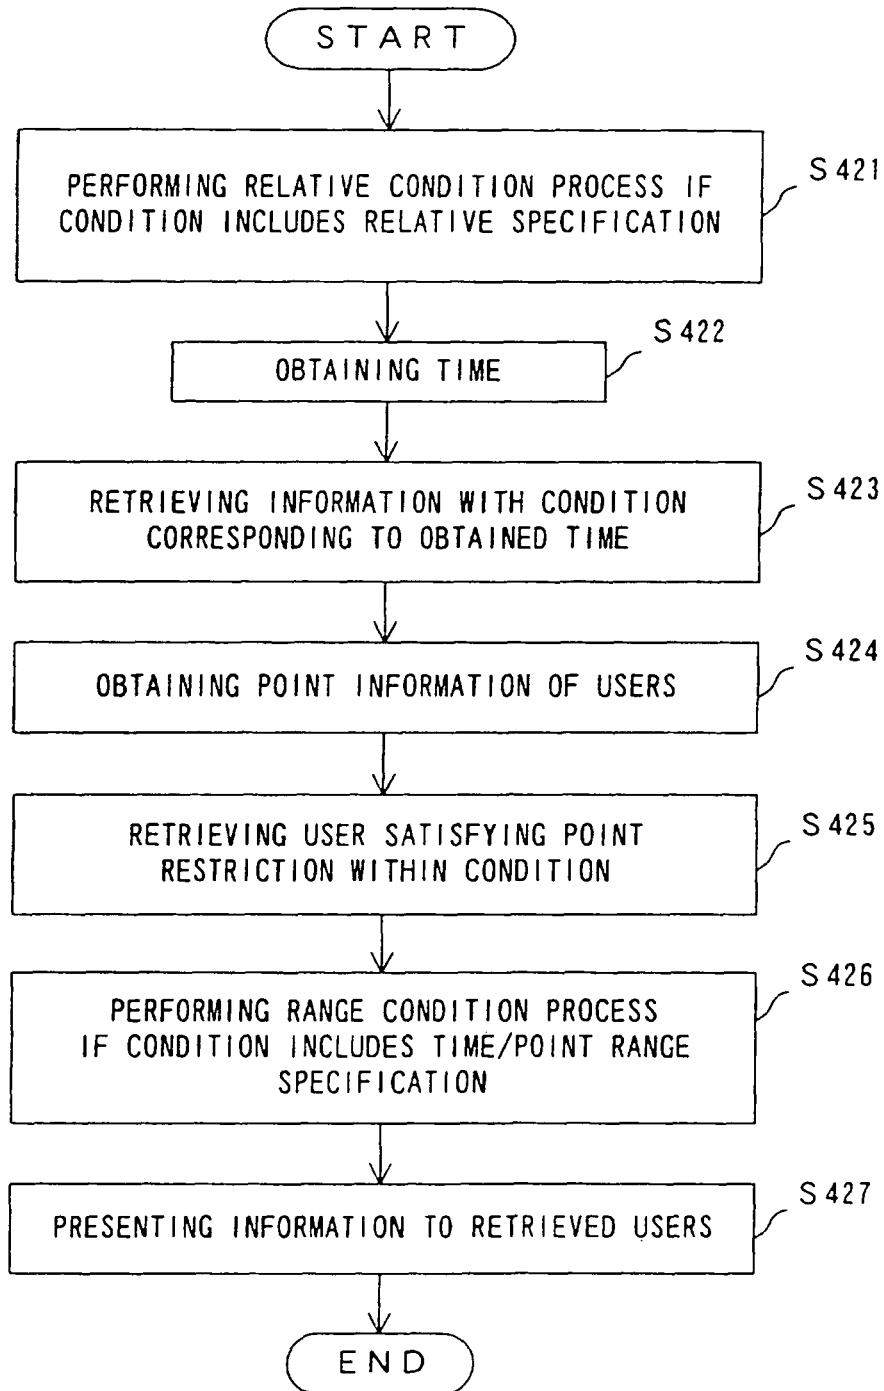 START
PERFORMING RELATIVE CONDITION PROCESS IF
CONDITION INCLUDES RELATIVE SPECIFICATION
S421
OBTAINING TIME
S422
RETRIEVING INFORMATION WITH CONDITION
CORRESPONDING TO OBTAINED TIME
S423
OBTAINING POINT INFORMATION OF USERS
S424
RETRIEVING USER SATISFYING POINT
RESTRICTION WITHIN CONDITION
S425
PERFORMING RANGE CONDITION PROCESS
IF CONDITION INCLUDES TIME/POINT RANGE
SPECIFICATION
S426
PRESENTING INFORMATION TO RETRIEVED USERS
S427
END